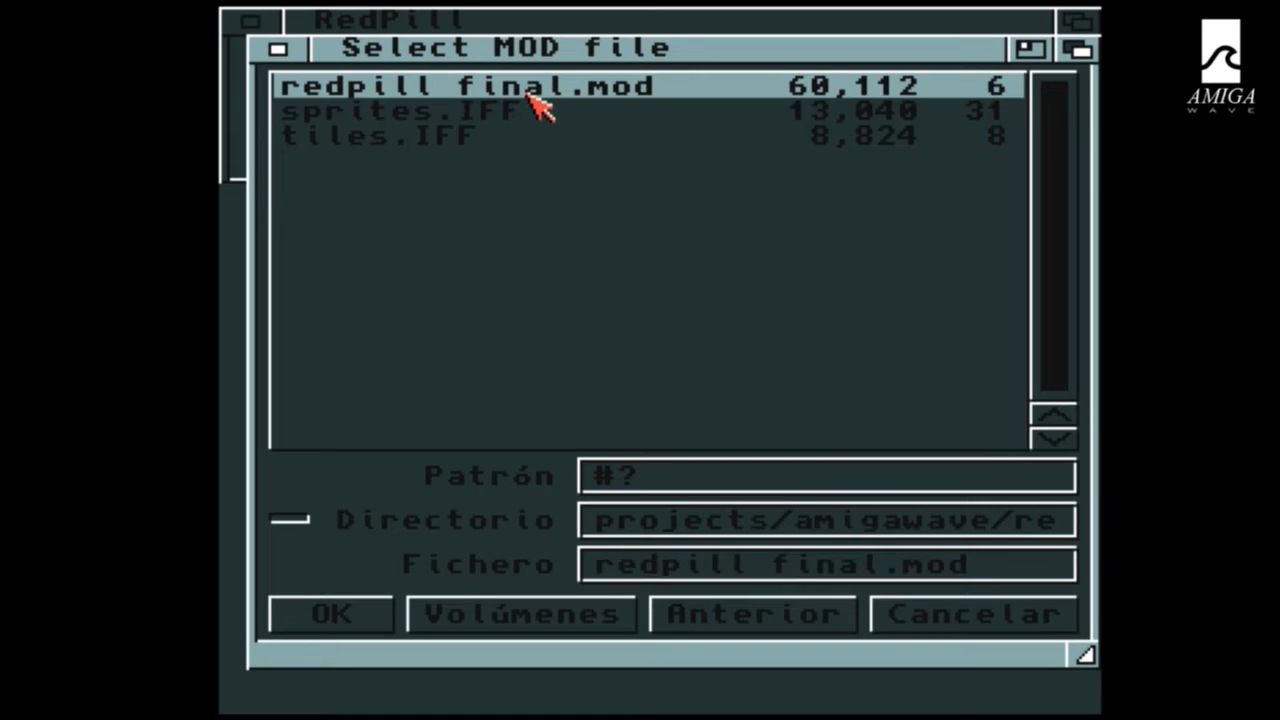 RedPill
Select MOD file
redpill final.mod 60,112 6
sprites.IFF 13,040 31
tiles.IFF 8,824 8
Patrón #?
Directorio projects/amigawave/re
Fichero redpill final.mod
OK Volúmenes Anterior Cancelar
AMIGA
WAVE